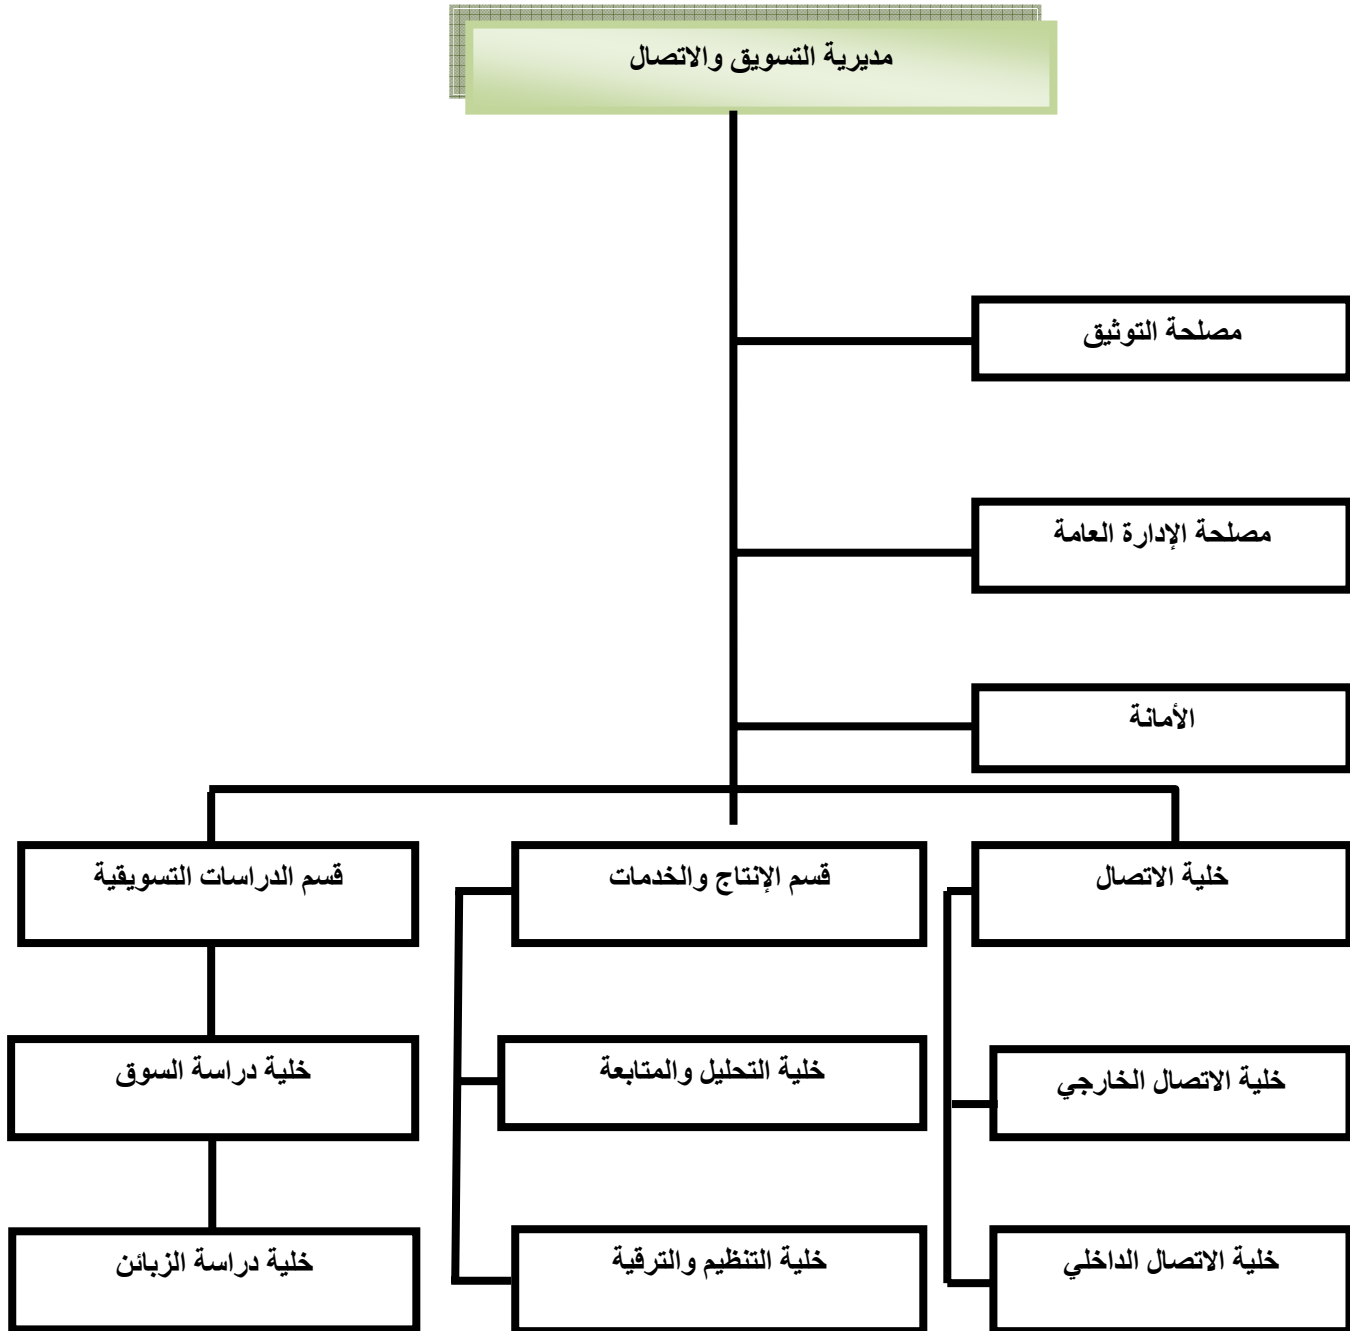 مديرية التسويق والاتصال
مصلحة التوثيق
مصلحة الإدارة العامة
الأمانة
خلية الاتصال
قسم الإنتاج والخدمات
قسم الدراسات التسويقية
خلية الاتصال الخارجي
خلية التحليل والمتابعة
خلية دراسة السوق
خلية الاتصال الداخلي
خلية التنظيم والترقية
خلية دراسة الزبائن